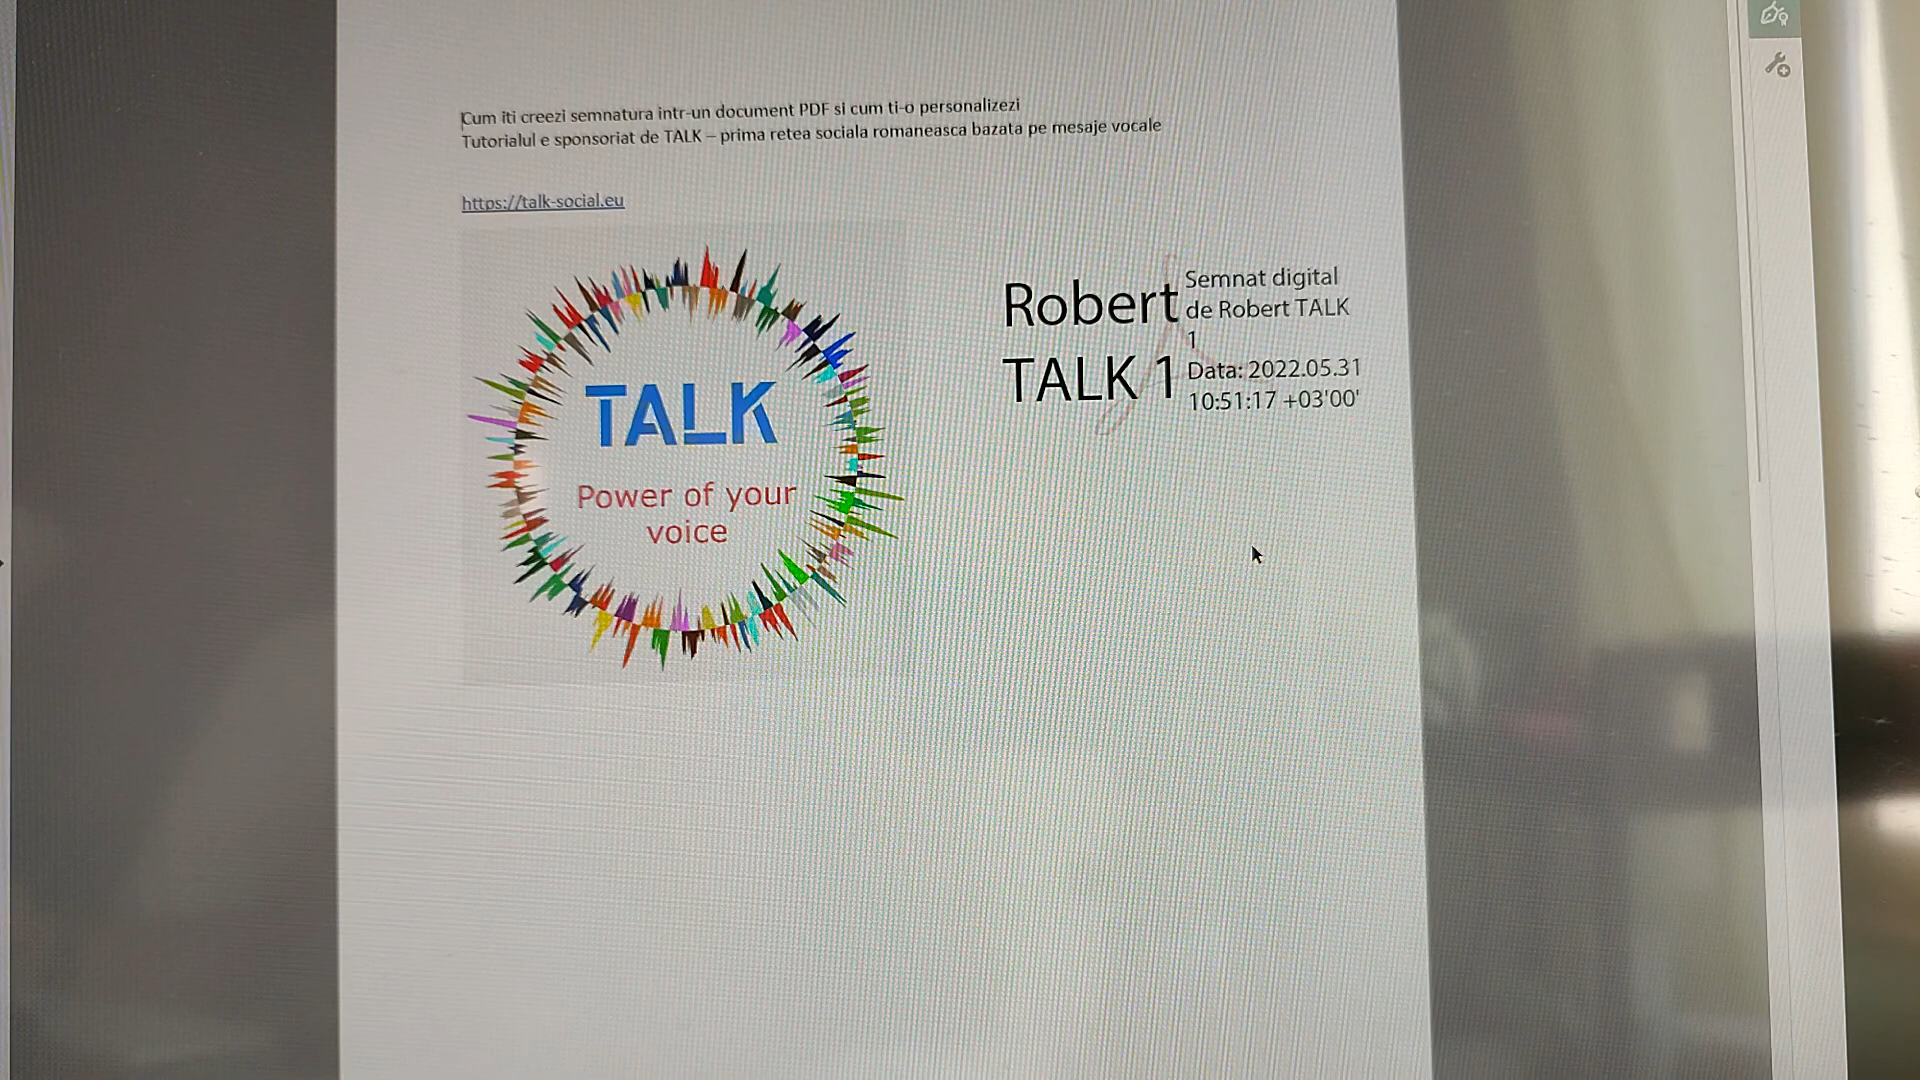 Cum iti creezi semnatura intr-un document PDF si cum ti-o personalizezi
Tutorialul e sponsoriat de TALK – prima retea sociala romaneasca bazata pe mesaje vocale
https://talk-social.eu
TALK
Power of your
voice
Robert
TALK 1
Semnat digital
de Robert TALK
1
Data: 2022.05.31
10:51:17 +03'00'